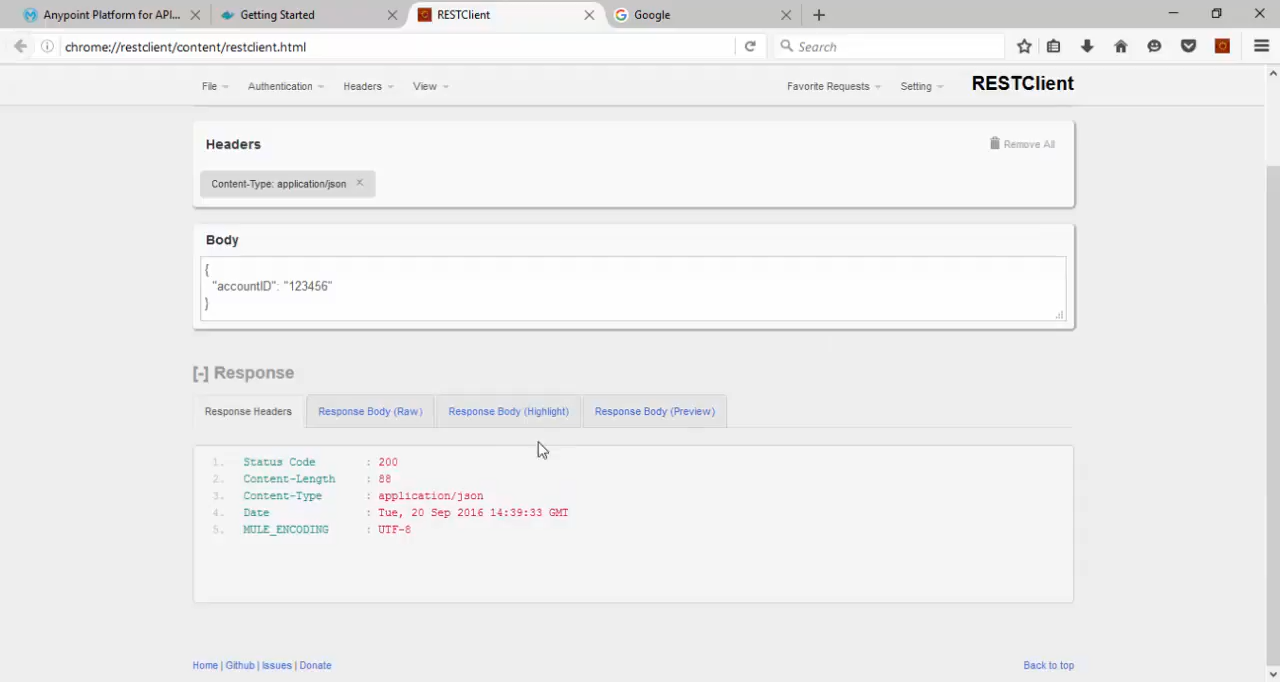 Anypoint Platform for API...
Getting Started
RESTClient
Google
chrome://restclient/content/restclient.html
Search
File
Authentication
Headers
View
Favorite Requests
Setting
RESTClient
Headers
Remove All
Content-Type: application/json
Body
{
"accountID": "123456"
}
[-] Response
Response Headers
Response Body (Raw)
Response Body (Highlight)
Response Body (Preview)
1. Status Code : 200
2. Content-Length : 88
3. Content-Type : application/json
4. Date : Tue, 20 Sep 2016 14:39:33 GMT
5. MULE_ENCODING : UTF-8
Home | Github | Issues | Donate
Back to top